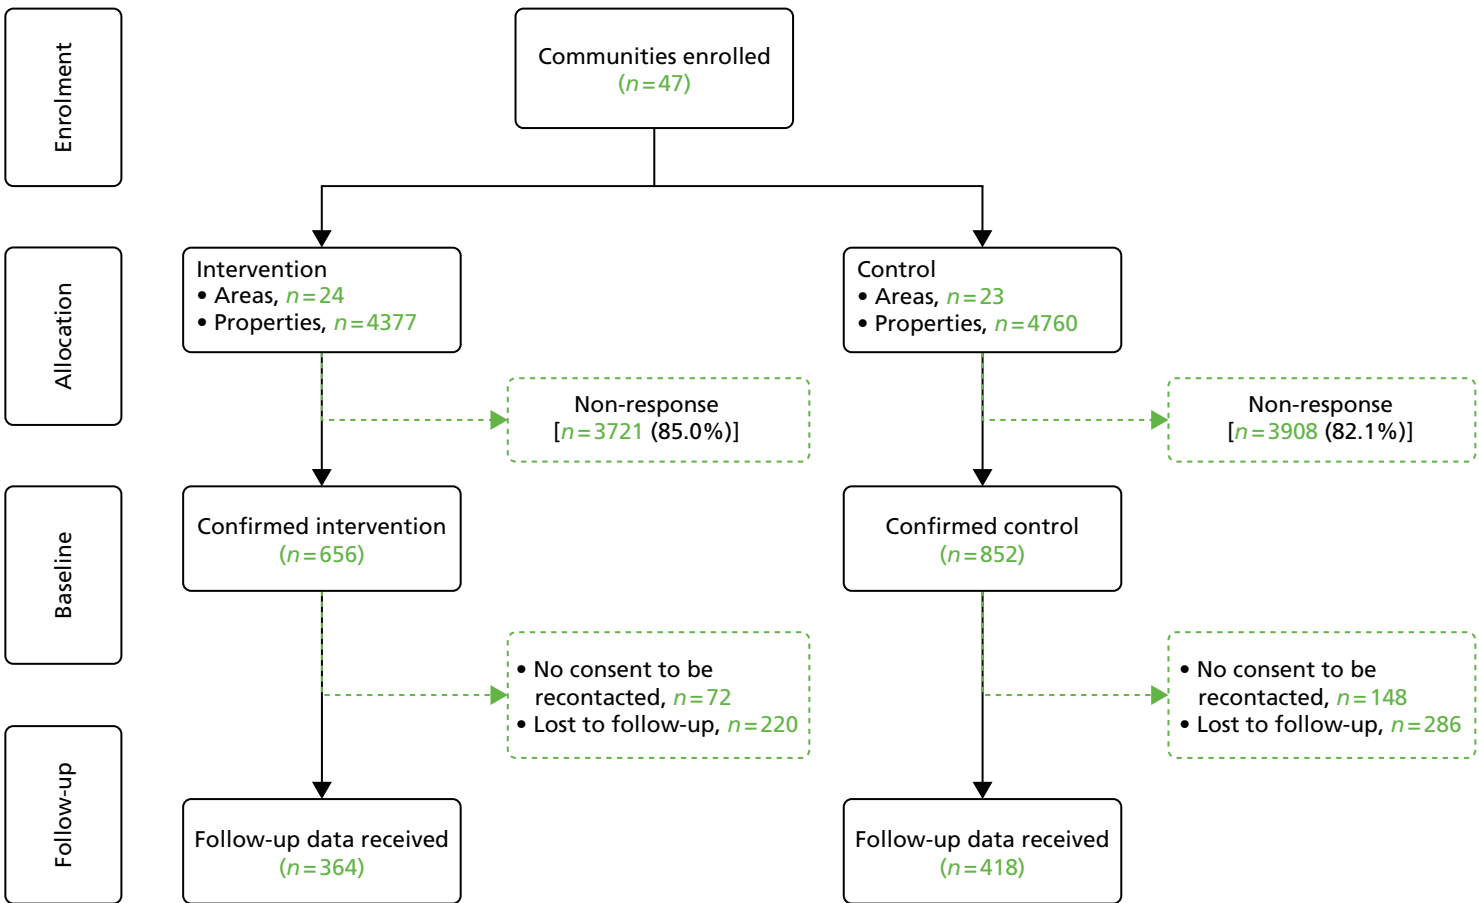 Enrolment
Communities enrolled
(n=47)
Allocation
Intervention
• Areas, n=24
• Properties, n=4377
Control
• Areas, n=23
• Properties, n=4760
Non-response
[n=3721 (85.0%)]
Non-response
[n=3908 (82.1%)]
Baseline
Confirmed intervention
(n=656)
Confirmed control
(n=852)
• No consent to be
recontacted, n=72
• Lost to follow-up, n=220
• No consent to be
recontacted, n=148
• Lost to follow-up, n=286
Follow-up
Follow-up data received
(n=364)
Follow-up data received
(n=418)